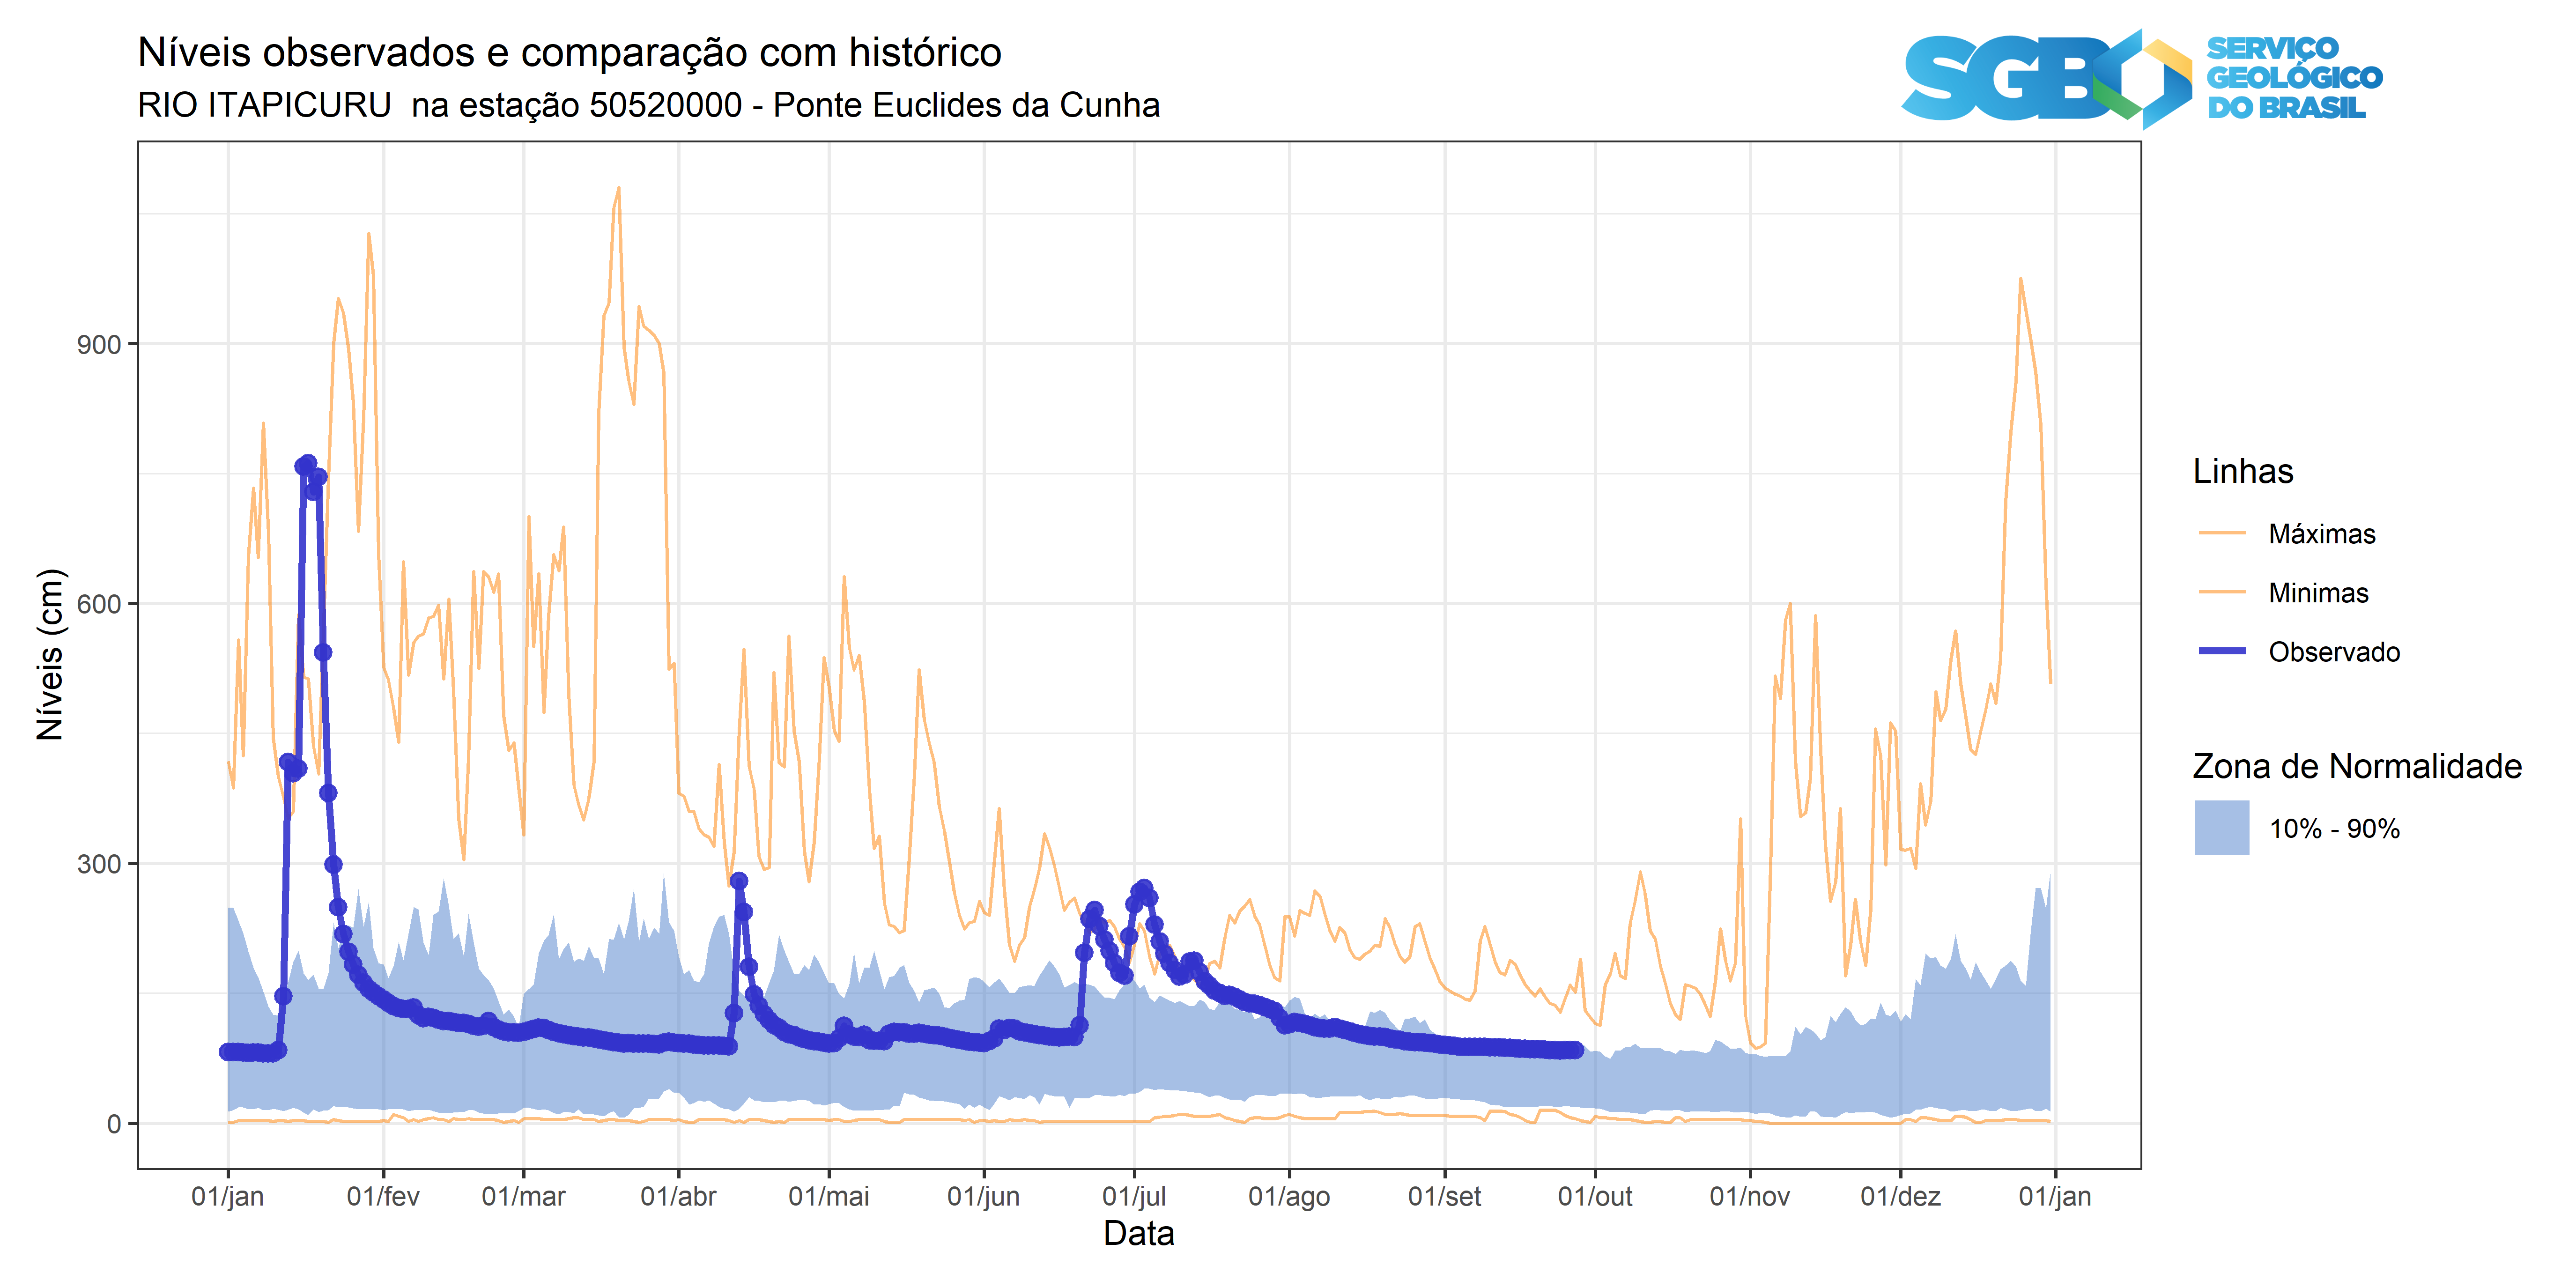 Níveis observados e comparação com histórico
RIO ITAPICURU  na estação 50520000 - Ponte Euclides da Cunha
SGB
SERVIÇO
GEOLÓGICO
DO BRASIL
Níveis (cm)
900
600
300
0
01/jan
01/fev
01/mar
01/abr
01/mai
01/jun
01/jul
01/ago
01/set
01/out
01/nov
01/dez
01/jan
Data
Linhas
Máximas
Minimas
Observado
Zona de Normalidade
10% - 90%